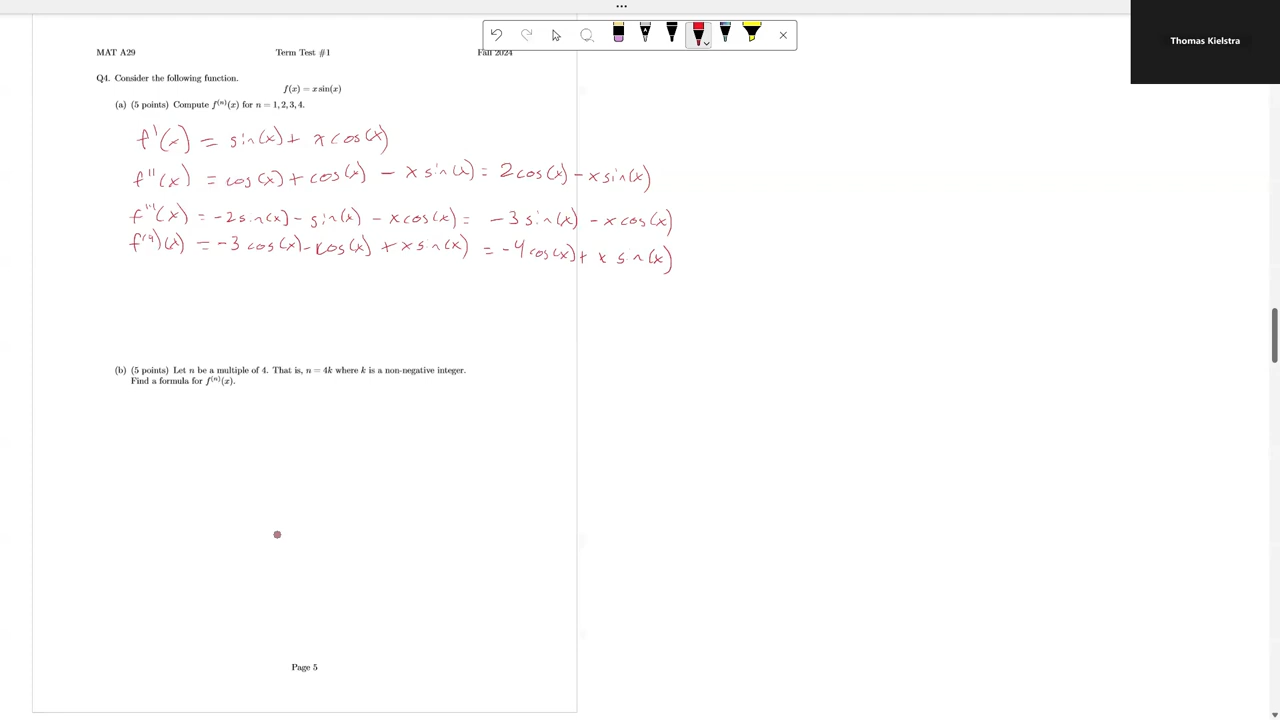 Thomas Kielstra
MAT A29 Term Test #1 Fall 2024
Q4. Consider the following function.
f(x) = x sin(x)
(a) (5 points) Compute f⁽ⁿ⁾(x) for n = 1, 2, 3, 4.
f'(x) = sin(x) + x cos(x)
f''(x) = cos(x) + cos(x) - x sin(x) = 2cos(x) - x sin(x)
f'''(x) = -2sin(x) - sin(x) - x cos(x) = -3 sin(x) - x cos(x)
f⁽⁴⁾(x) = -3 cos(x) - cos(x) + x sin(x) = -4 cos(x) + x sin(x)
(b) (5 points) Let n be a multiple of 4. That is, n = 4k where k is a non-negative integer.
Find a formula for f⁽ⁿ⁾(x).
Page 5